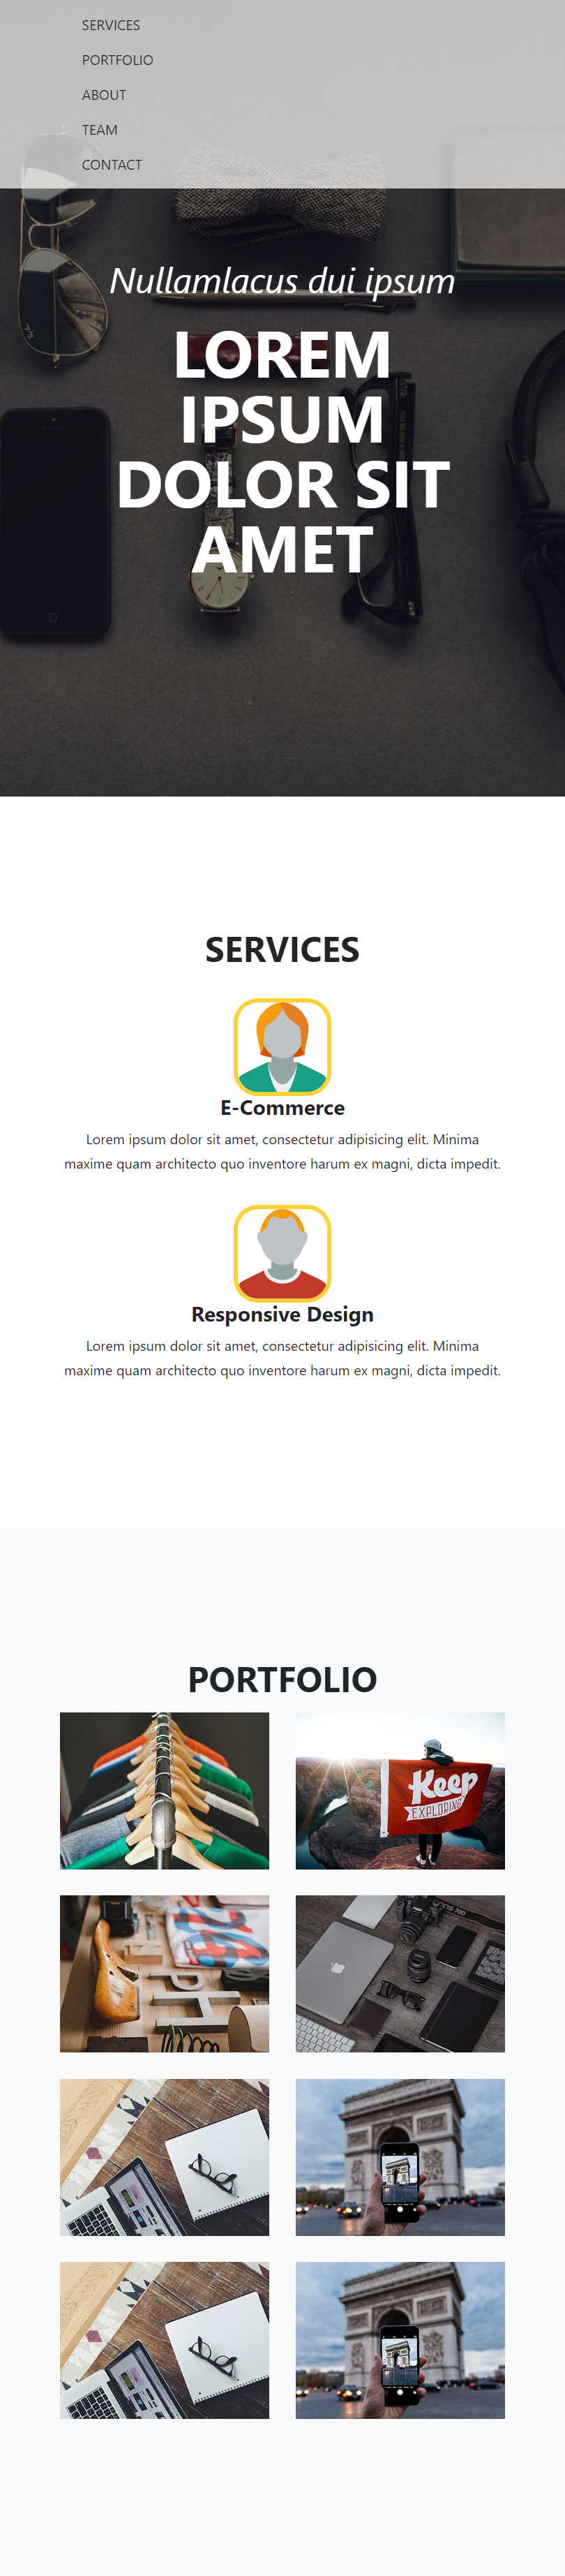 SERVICES
PORTFOLIO
ABOUT
TEAM
CONTACT
Nullamlacus dui ipsum
LOREM
IPSUM
DOLOR SIT
AMET
SERVICES
E-Commerce
Lorem ipsum dolor sit amet, consectetur adipisicing elit. Minima
maxime quam architecto quo inventore harum ex magni, dicta impedit.
Responsive Design
Lorem ipsum dolor sit amet, consectetur adipisicing elit. Minima
maxime quam architecto quo inventore harum ex magni, dicta impedit.
PORTFOLIO
Keep
EXPLORING